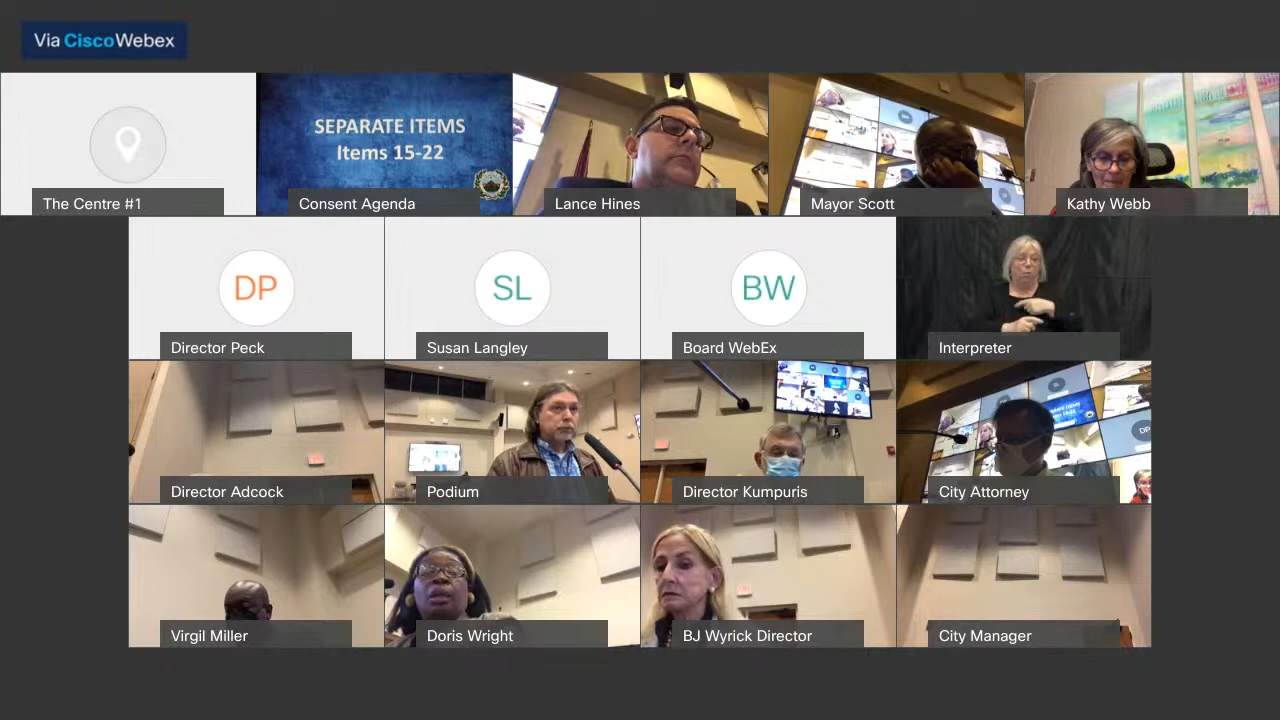 Via Cisco Webex
SEPARATE ITEMS
Items 15-22
The Centre #1
Consent Agenda
Lance Hines
Mayor Scott
Kathy Webb
DP
SL
BW
Director Peck
Susan Langley
Board WebEx
Interpreter
Director Adcock
Podium
Director Kumpuris
City Attorney
Virgil Miller
Doris Wright
BJ Wyrick Director
City Manager